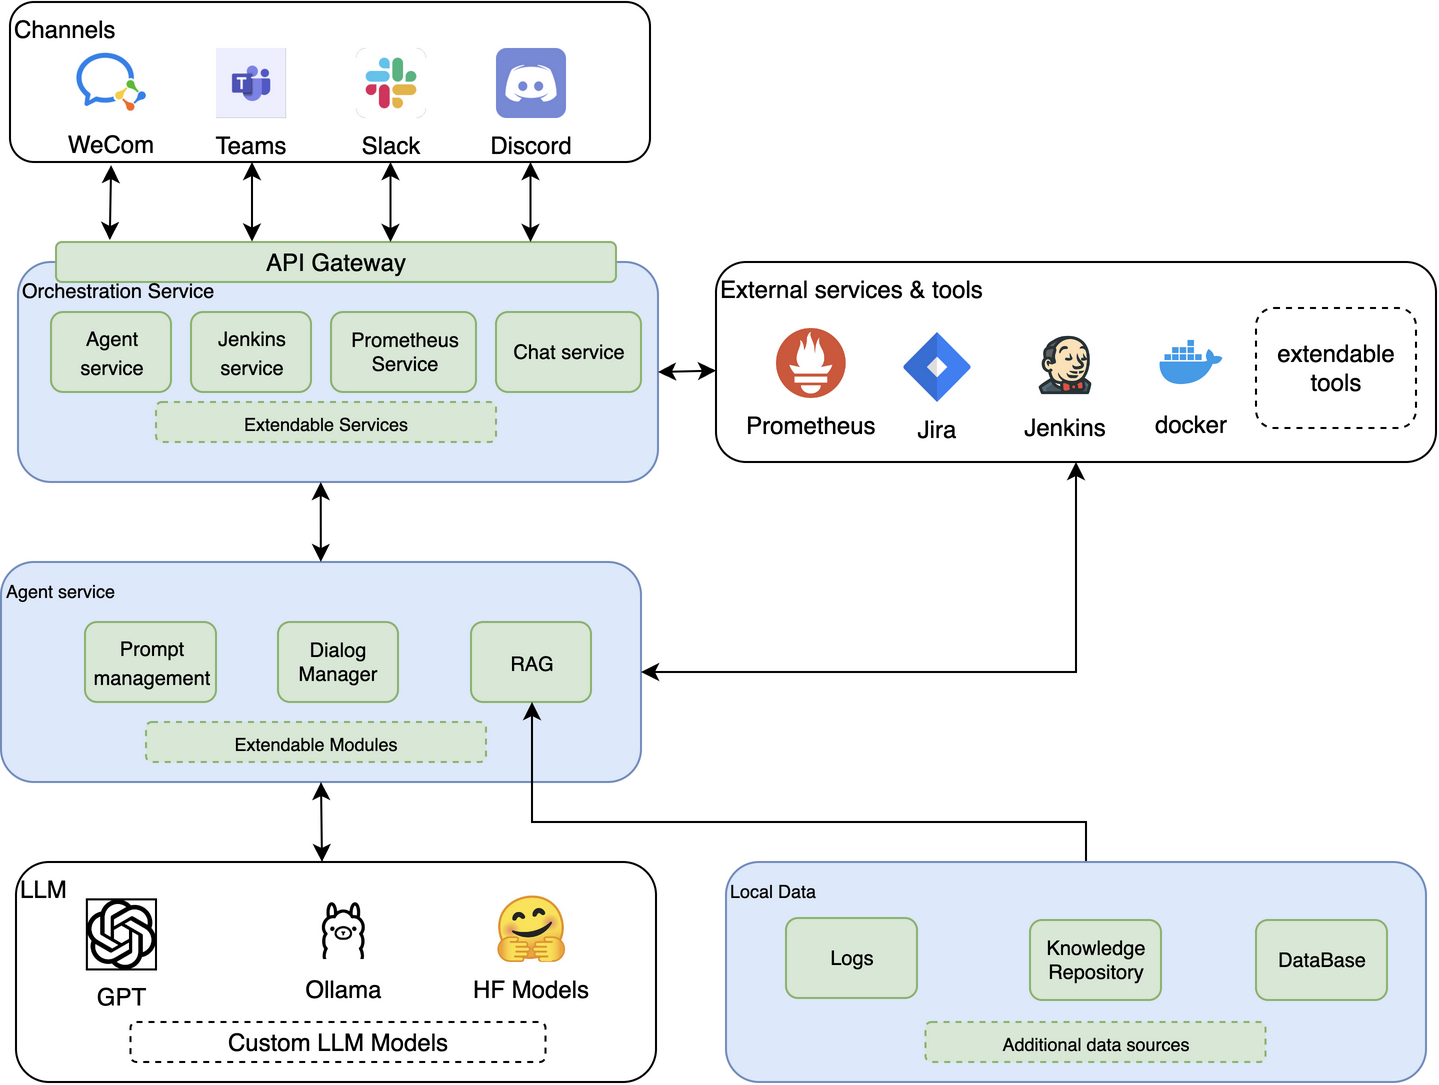 Channels
WeCom
Teams
Slack
Discord
API Gateway
Orchestration Service
Agent
service
Jenkins
service
Prometheus
Service
Chat service
Extendable Services
External services & tools
Prometheus
Jira
Jenkins
docker
extendable
tools
Agent service
Prompt
management
Dialog
Manager
RAG
Extendable Modules
LLM
GPT
Ollama
HF Models
Custom LLM Models
Local Data
Logs
Knowledge
Repository
DataBase
Additional data sources